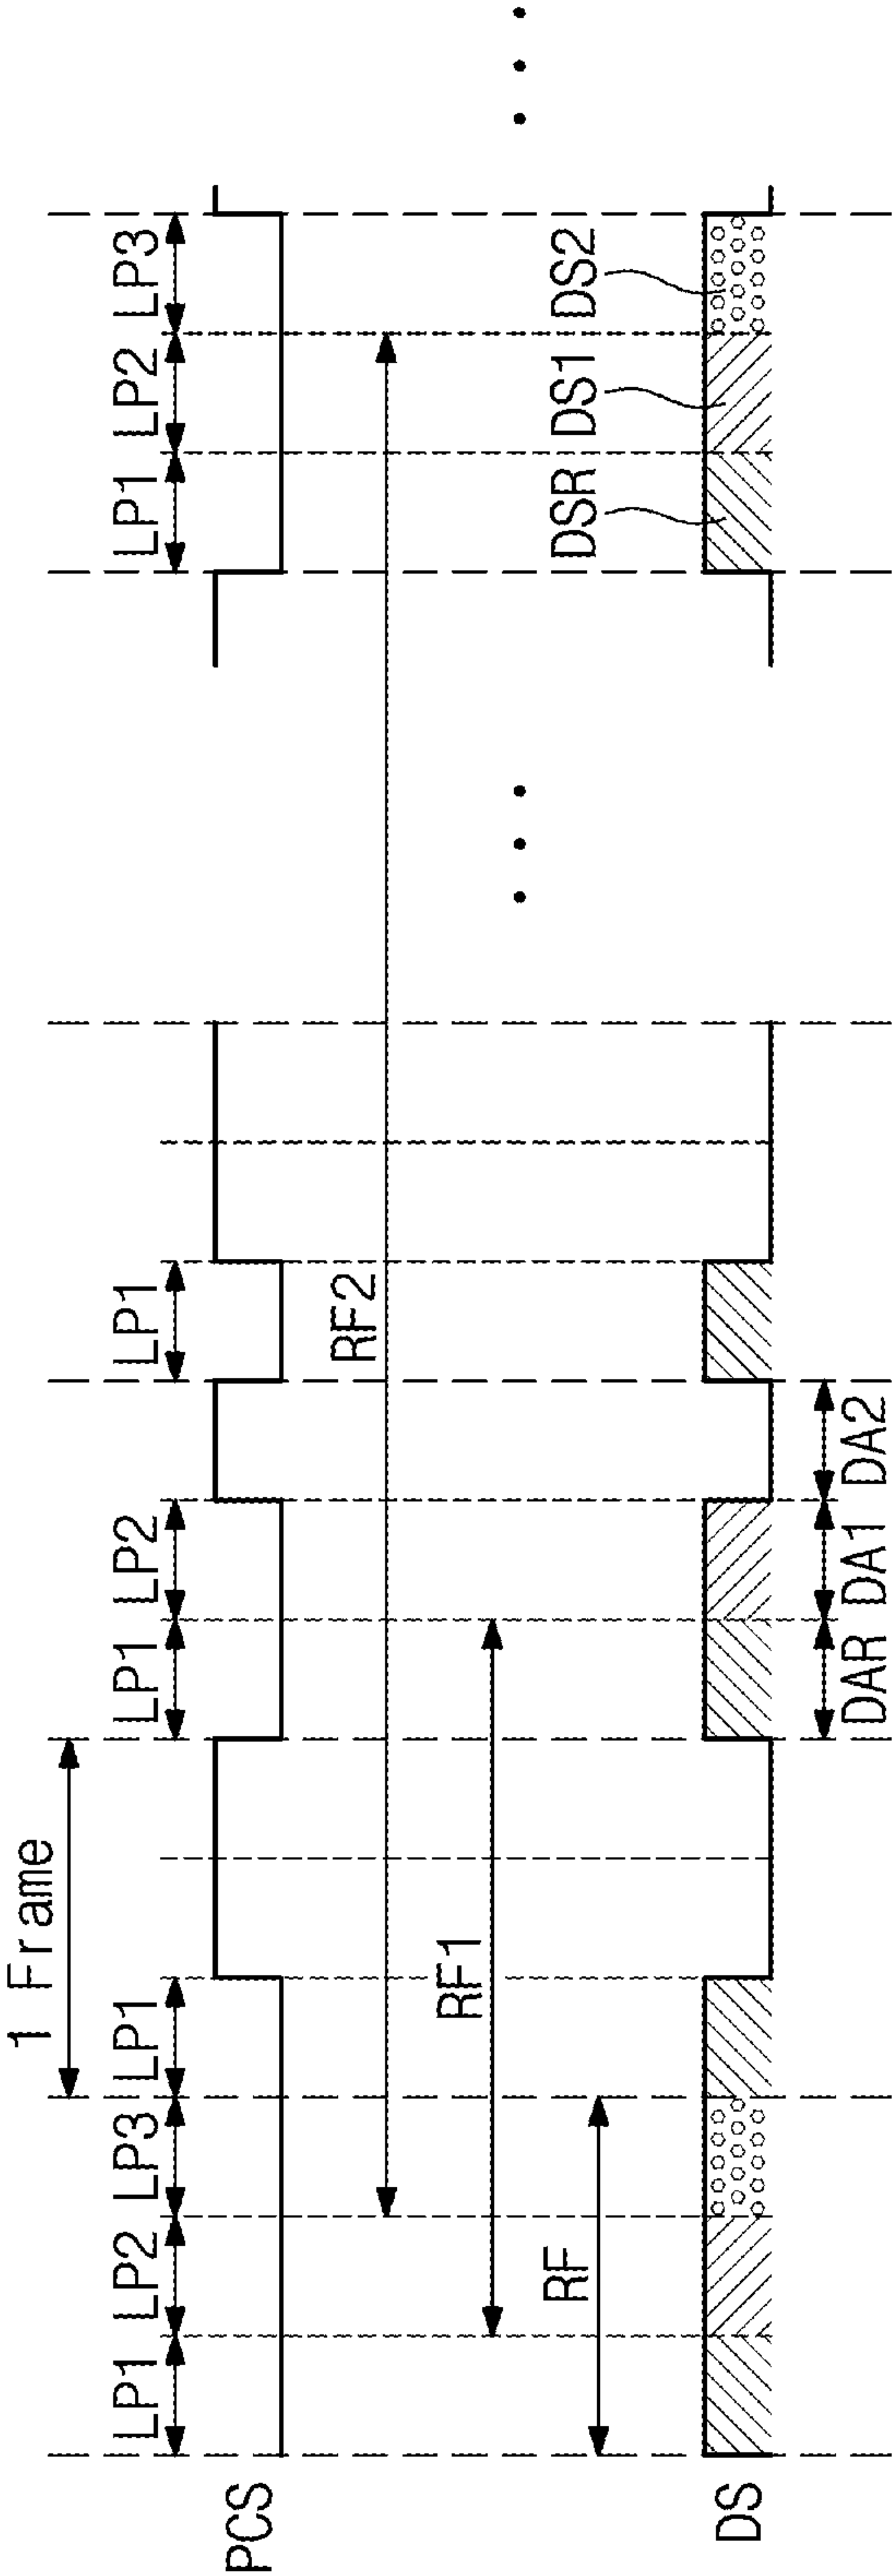 1 Frame
LP1 LP2 LP3 LP1 LP1 LP2 LP1 LP1 LP2 LP3
PCS
RF2
RF1
RF
DSR DS1 DS2
DS
DAR DA1 DA2